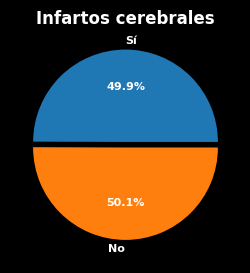 Infartos cerebrales
Sí
49.9%
50.1%
No